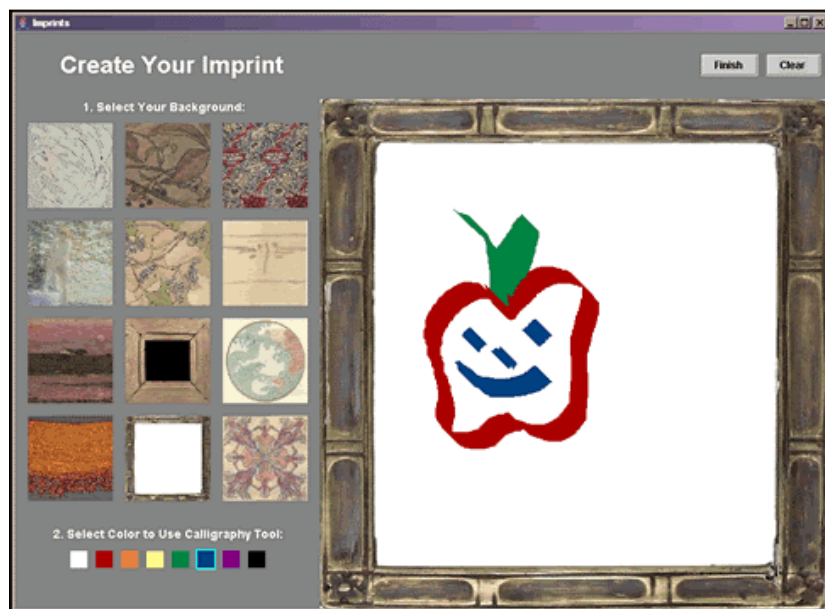 Imprints
Create Your Imprint
Finish
Clear
1. Select Your Background:
2. Select Color to Use Calligraphy Tool: